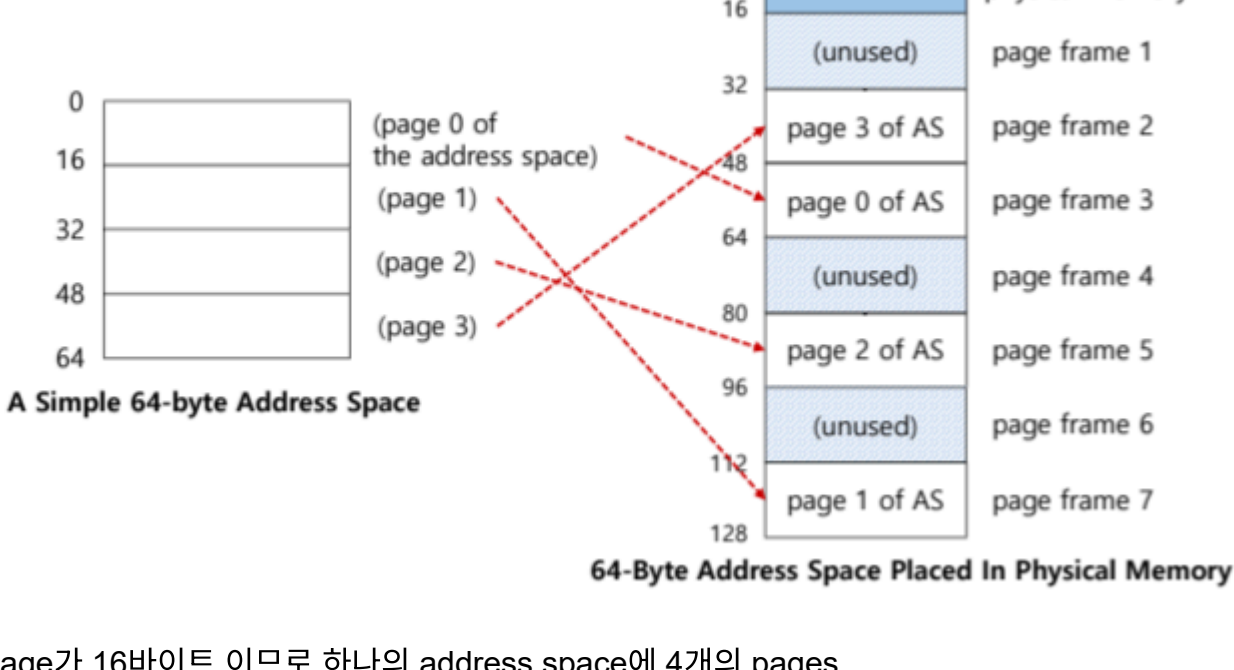 0
16
32
48
64
(page 0 of
the address space)
(page 1)
(page 2)
(page 3)
A Simple 64-byte Address Space
16
(unused) page frame 1
32
page 3 of AS page frame 2
48
page 0 of AS page frame 3
64
(unused) page frame 4
80
page 2 of AS page frame 5
96
(unused) page frame 6
112
page 1 of AS page frame 7
128
64-Byte Address Space Placed In Physical Memory
16바이트 이므로 하나의 address space에 4개의 pages